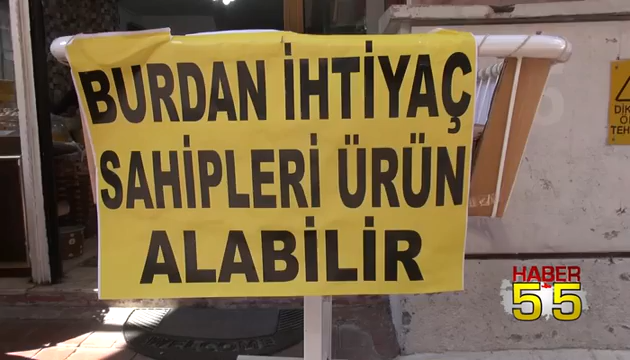 BURDAN İHTİYAÇ
SAHİPLERİ ÜRÜN
ALABİLİR
HABER
55